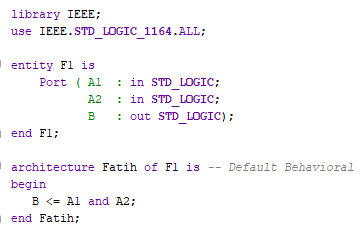 library IEEE;
use IEEE.STD_LOGIC_1164.ALL;
entity F1 is
Port ( A1 : in STD_LOGIC;
A2 : in STD_LOGIC;
B : out STD_LOGIC);
end F1;
architecture Fatih of F1 is -- Default Behavioral
begin
B <= A1 and A2;
end Fatih;